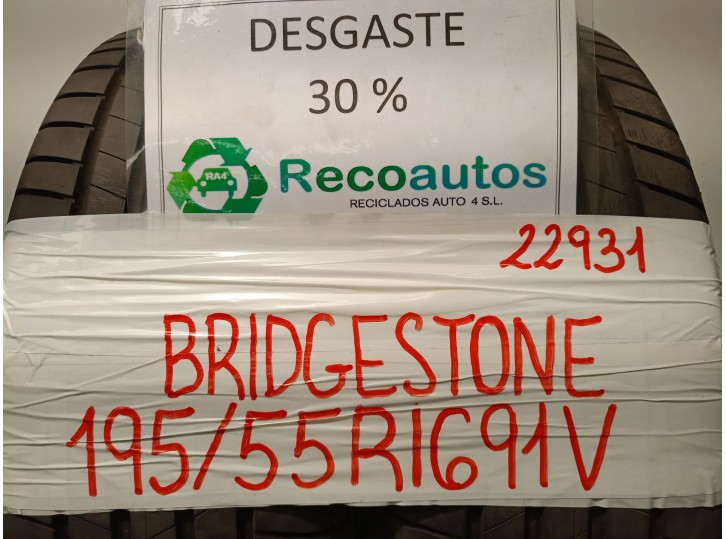 DESGASTE
30 %
RA4
Recoautos
RECICLADOS AUTO 4 S.L.
22931
BRIDGESTONE
195/55R1691V